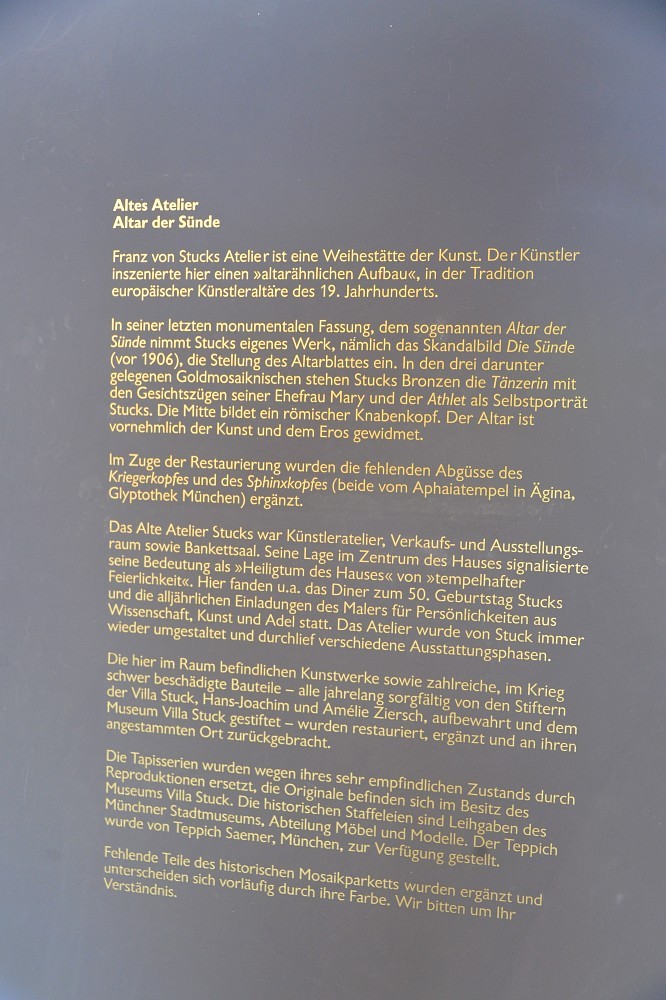 Altes Atelier
Altar der Sünde
Franz von Stucks Atelier ist eine Weihestätte der Kunst. Der Künstler
inszenierte hier einen »altarähnlichen Aufbau«, in der Tradition
europäischer Künstleraltäre des 19. Jahrhunderts.
In seiner letzten monumentalen Fassung, dem sogenannten Altar der
Sünde nimmt Stucks eigenes Werk, nämlich das Skandalbild Die Sünde
(vor 1906), die Stellung des Altarblattes ein. In den drei darunter
gelegenen Goldmosaiknischen stehen Stucks Bronzen die Tänzerin mit
den Gesichtszügen seiner Ehefrau Mary und der Athlet als Selbstporträt
Stucks. Die Mitte bildet ein römischer Knabenkopf. Der Altar ist
vornehmlich der Kunst und dem Eros gewidmet.
Im Zuge der Restaurierung wurden die fehlenden Abgüsse des
Kriegerkopfes und des Sphinxkopfes (beide vom Aphaiatempel in Ägina,
Glyptothek München) ergänzt.
Das Alte Atelier Stucks war Künstleratelier, Verkaufs- und Ausstellungs-
raum sowie Bankettsaal. Seine Lage im Zentrum des Hauses signalisierte
seine Bedeutung als »Heiligtum des Hauses« von »tempelhafter
Feierlichkeit«. Hier fanden u.a. das Diner zum 50. Geburtstag Stucks
und die alljährlichen Einladungen des Malers für Persönlichkeiten aus
Wissenschaft, Kunst und Adel statt. Das Atelier wurde von Stuck immer
wieder umgestaltet und durchlief verschiedene Ausstattungsphasen.
Die hier im Raum befindlichen Kunstwerke sowie zahlreiche, im Krieg
schwer beschädigte Bauteile – alle jahrelang sorgfältig von den Stiftern
der Villa Stuck, Hans-Joachim und Amélie Ziersch, aufbewahrt und dem
Museum Villa Stuck gestiftet – wurden restauriert, ergänzt und an ihren
angestammten Ort zurückgebracht.
Die Tapisserien wurden wegen ihres sehr empfindlichen Zustands durch
Reproduktionen ersetzt, die Originale befinden sich im Besitz des
Museums Villa Stuck. Die historischen Staffeleien sind Leihgaben des
Münchner Stadtmuseums, Abteilung Möbel und Modelle. Der Teppich
wurde von Teppich Saemer, München, zur Verfügung gestellt.
Fehlende Teile des historischen Mosaikparketts wurden ergänzt und
unterscheiden sich vorläufig durch ihre Farbe. Wir bitten um Ihr
Verständnis.